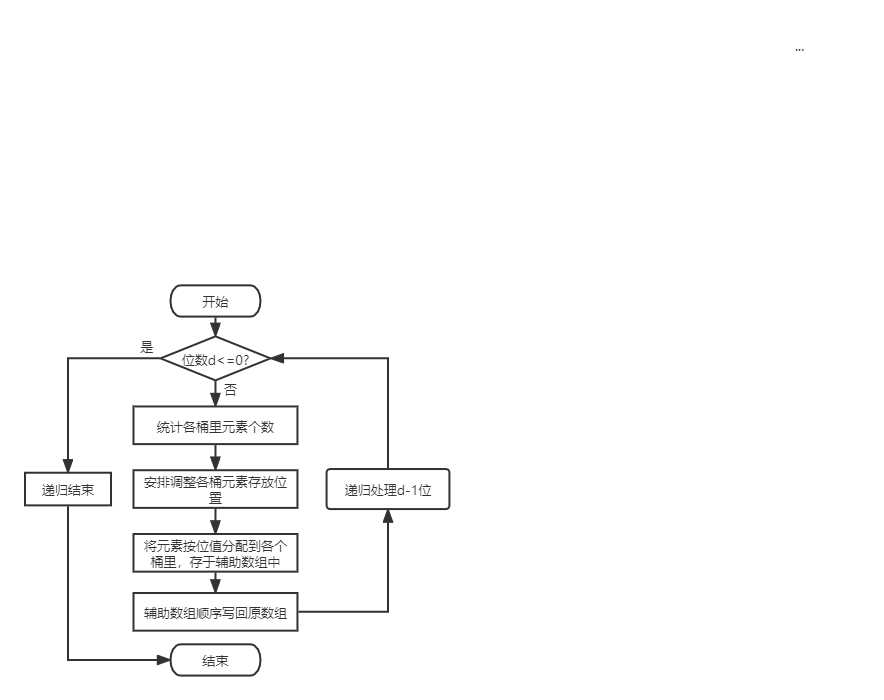 ...
开始
是
位数d<=0?
否
统计各桶里元素个数
安排调整各桶元素存放位
置
递归结束
递归处理d-1位
将元素按位值分配到各个
桶里，存于辅助数组中
辅助数组顺序写回原数组
结束